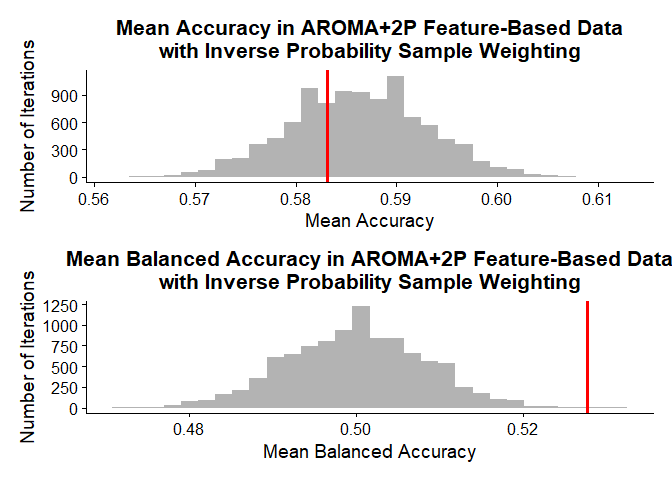 Mean Accuracy in AROMA+2P Feature-Based Data
with Inverse Probability Sample Weighting
Number of Iterations
900
600
300
0
0.56 0.57 0.58 0.59 0.60 0.61
Mean Accuracy
Mean Balanced Accuracy in AROMA+2P Feature-Based Data
with Inverse Probability Sample Weighting
Number of Iterations
1250
1000
750
500
250
0
0.48 0.50 0.52
Mean Balanced Accuracy